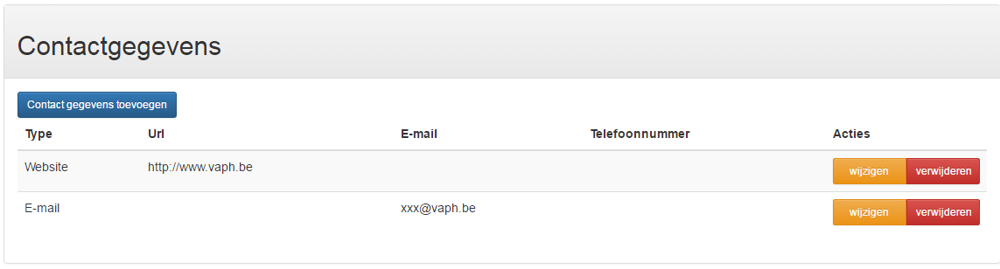 Contactgegevens
Contact gegevens toevoegen
Type Url E-mail Telefoonnummer Acties
Website http://www.vaph.be wijzigen verwijderen
E-mail xxx@vaph.be wijzigen verwijderen